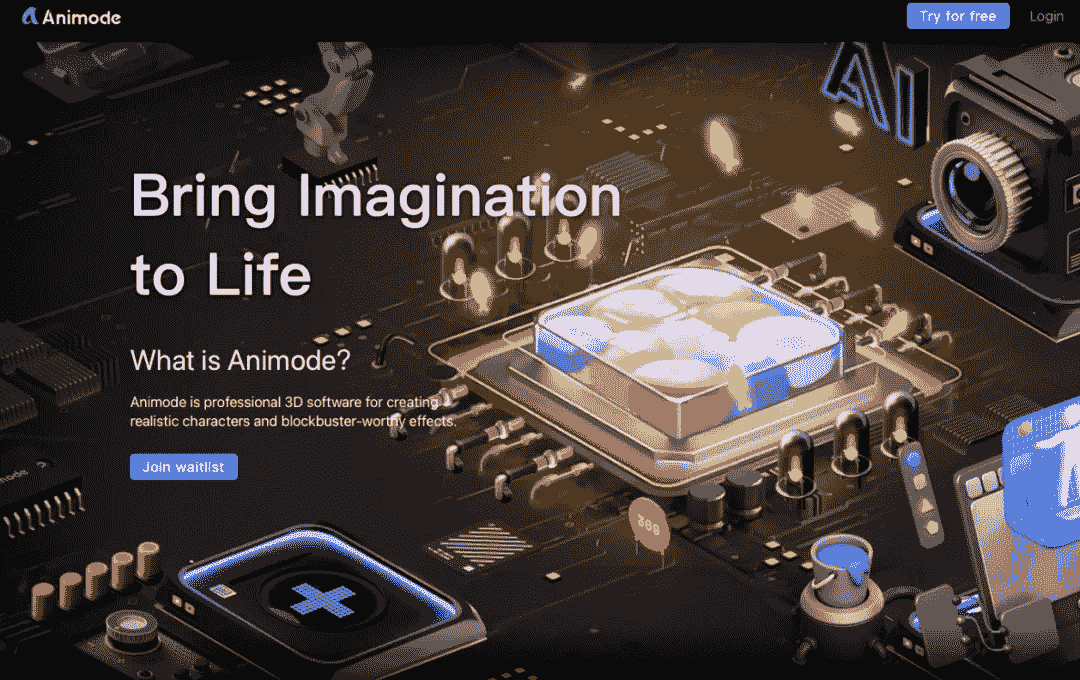 Animode
Try for free
Login
AI
Bring Imagination
to Life
What is Animode?
Animode is professional 3D software for creating
realistic characters and blockbuster-worthy effects.
Join waitlist